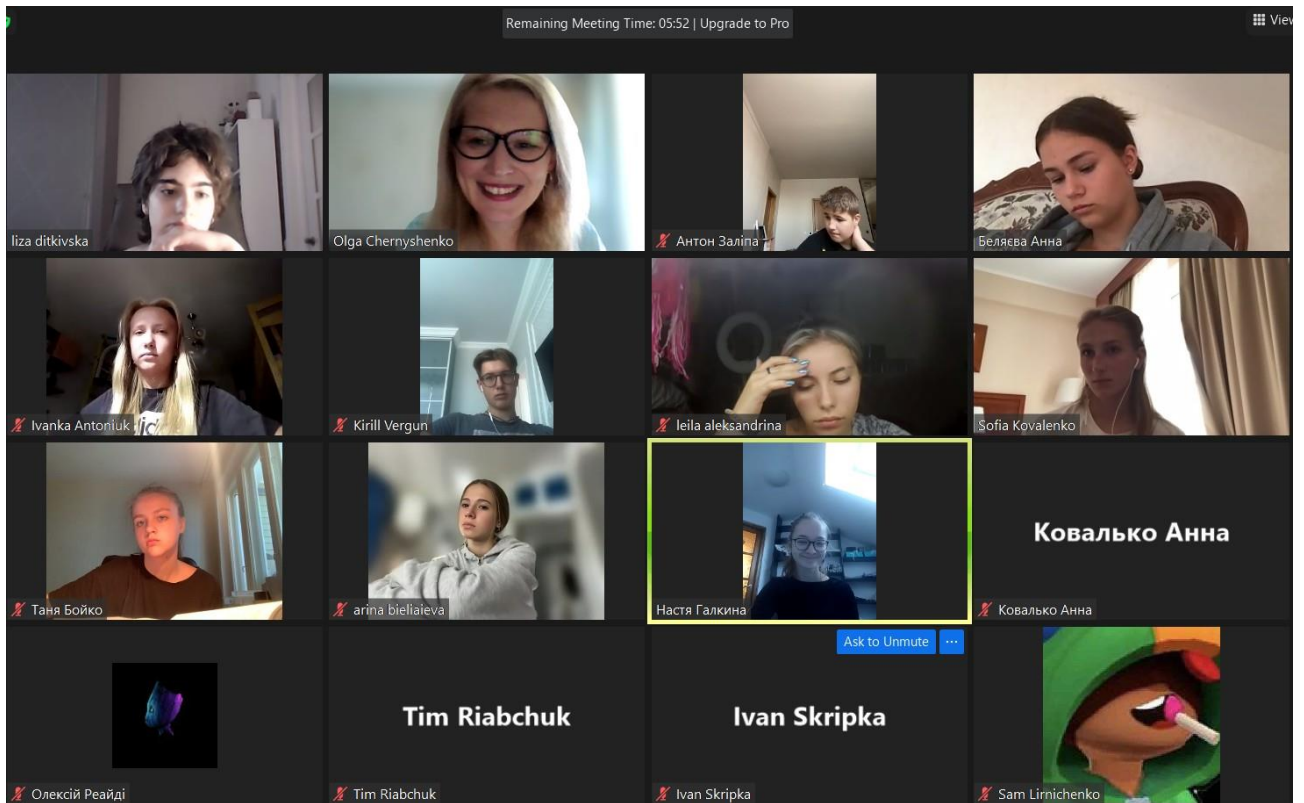 Remaining Meeting Time: 05:52 | Upgrade to Pro
View
liza ditkivska
Olga Chernyshenko
Антон Заліпа
Беляєва Анна
Ivanka Antoniuk
Kirill Vergun
leila aleksandrina
Sofia Kovalenko
Таня Бойко
arina bieliaieva
Настя Галкина
Ковалько Анна
Ковалько Анна
Ask to Unmute
...
Tim Riabchuk
Ivan Skripka
Олексій Реайді
Tim Riabchuk
Ivan Skripka
Sam Lirnichenko